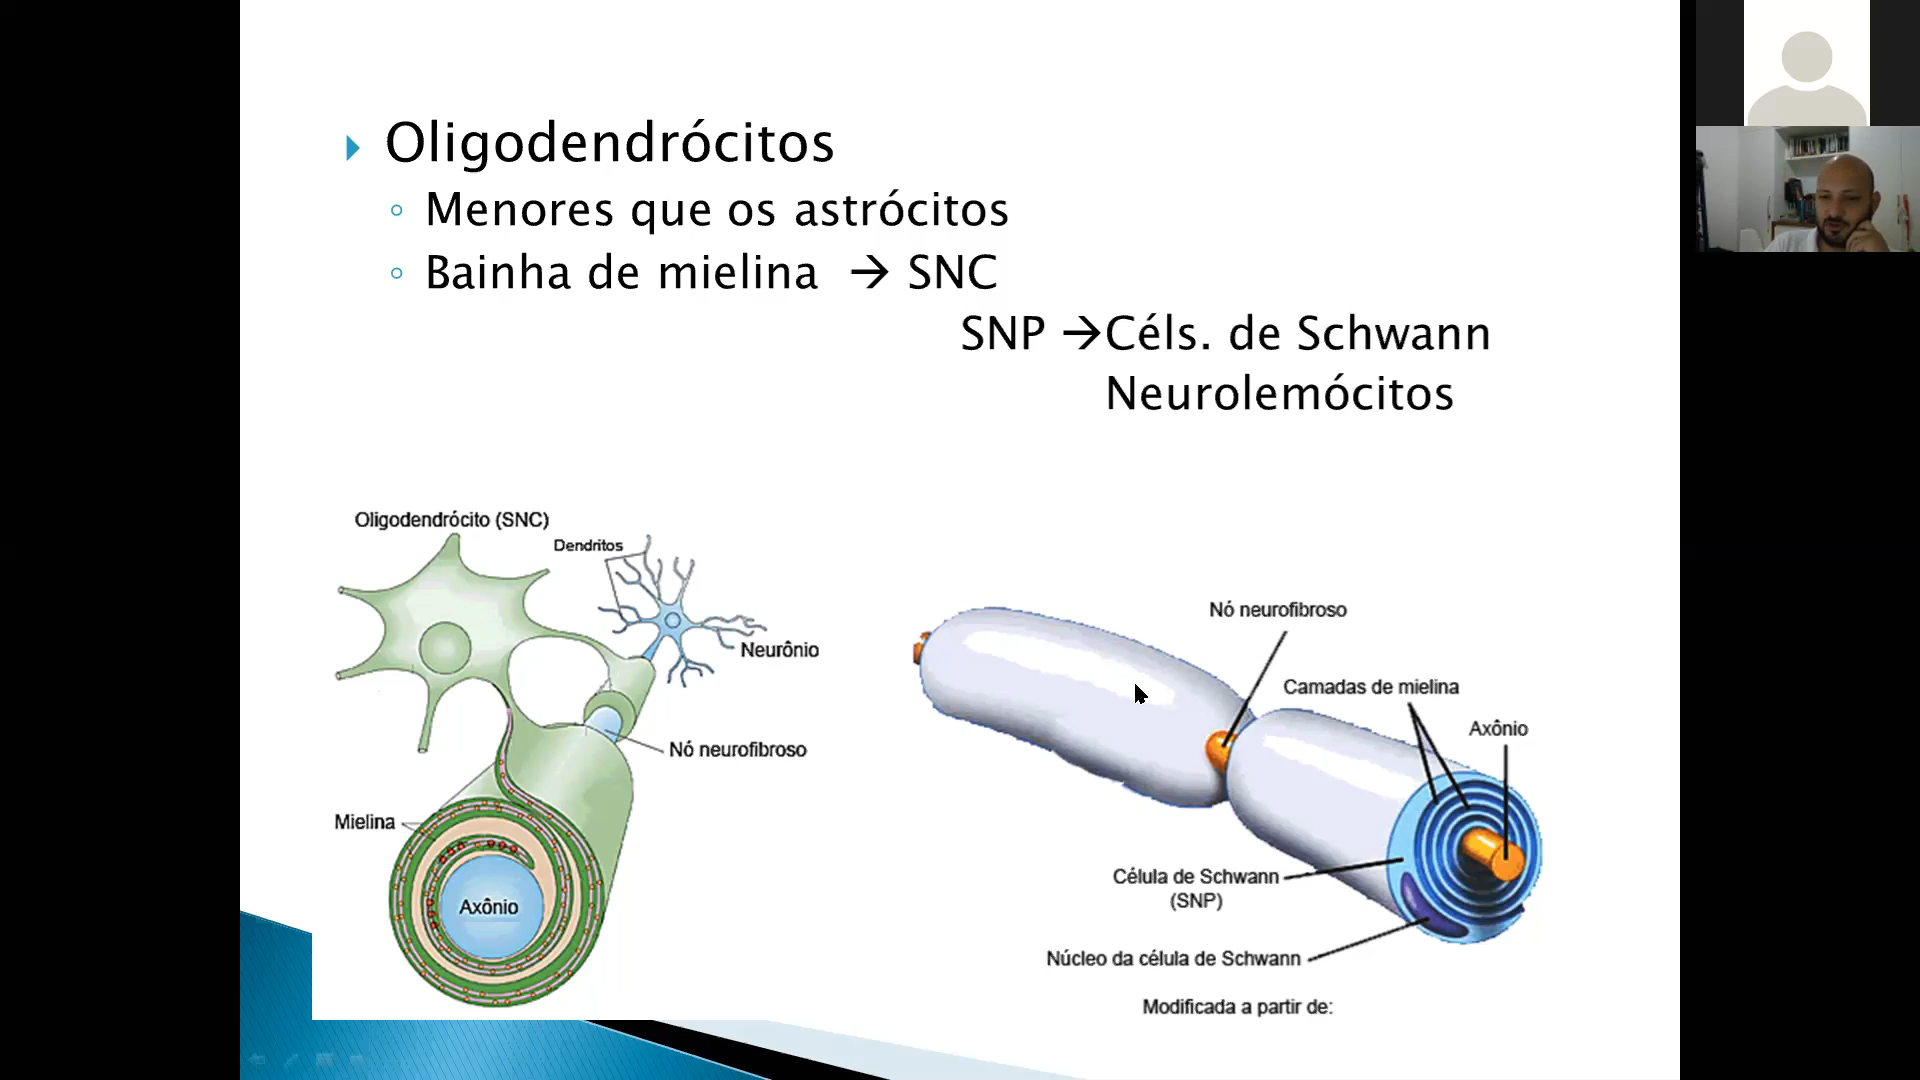 Oligodendrócitos
Menores que os astrócitos
Bainha de mielina → SNC
SNP →Céls. de Schwann
Neurolemócitos
Oligodendrócito (SNC)
Dendritos
Neurônio
Nó neurofibroso
Mielina
Axônio
Nó neurofibroso
Camadas de mielina
Axônio
Célula de Schwann
(SNP)
Núcleo da célula de Schwann
Modificada a partir de: